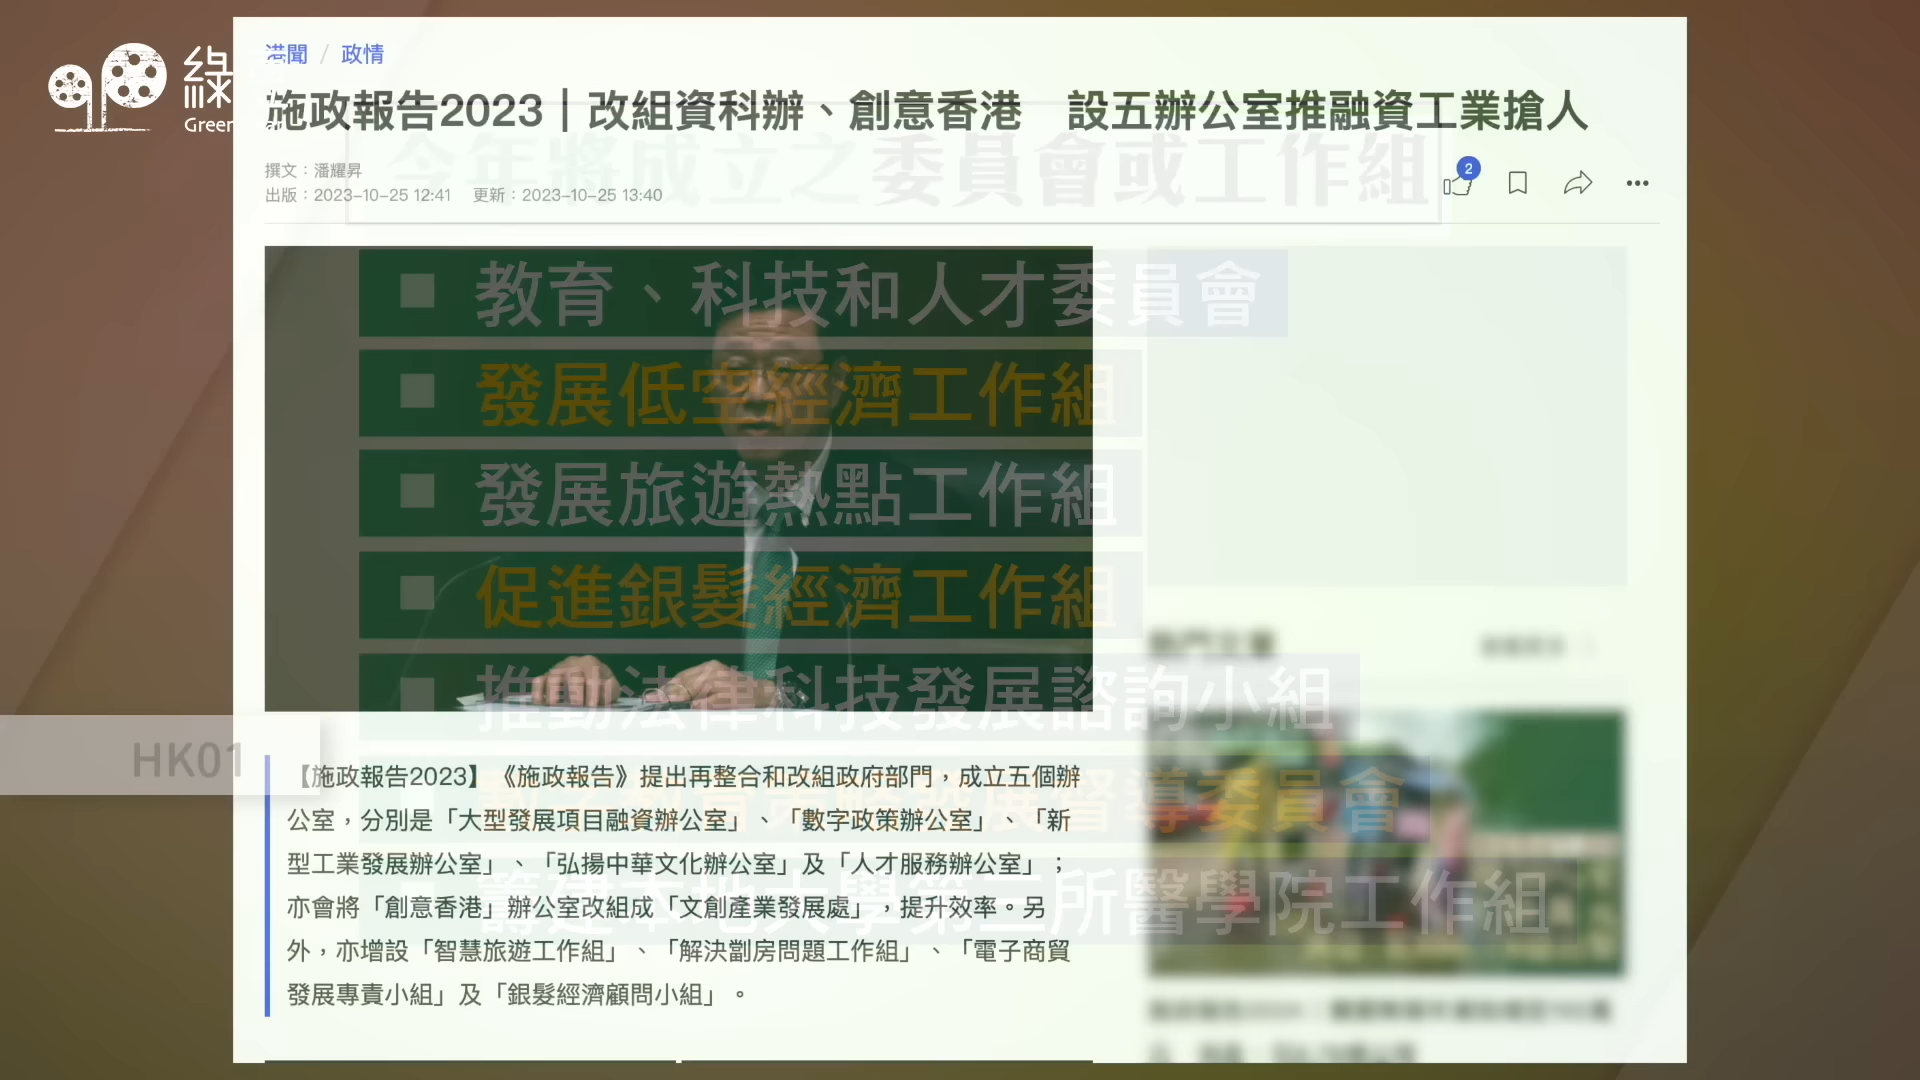 綠
Green
港聞 / 政情
施政報告2023｜改組資科辦、創意香港　設五辦公室推融資工業搶人
今年將成立之委員會或工作組
撰文：潘耀昇
出版：2023-10-25 12:41 更新：2023-10-25 13:40
2
教育、科技和人才委員會
發展低空經濟工作組
發展旅遊熱點工作組
促進銀髮經濟工作組
推動法律科技發展諮詢小組
HK01
【施政報告2023】《施政報告》提出再整合和改組政府部門，成立五個辦
公室，分別是「大型發展項目融資辦公室」、「數字政策辦公室」、「新
型工業發展辦公室」、「弘揚中華文化辦公室」及「人才服務辦公室」；
亦會將「創意香港」辦公室改組成「文創產業發展處」，提升效率。另
外，亦增設「智慧旅遊工作組」、「解決劏房問題工作組」、「電子商貿
發展專責小組」及「銀髮經濟顧問小組」。
數字教育策略發展督導委員會
籌建本地大學第三所醫學院工作組